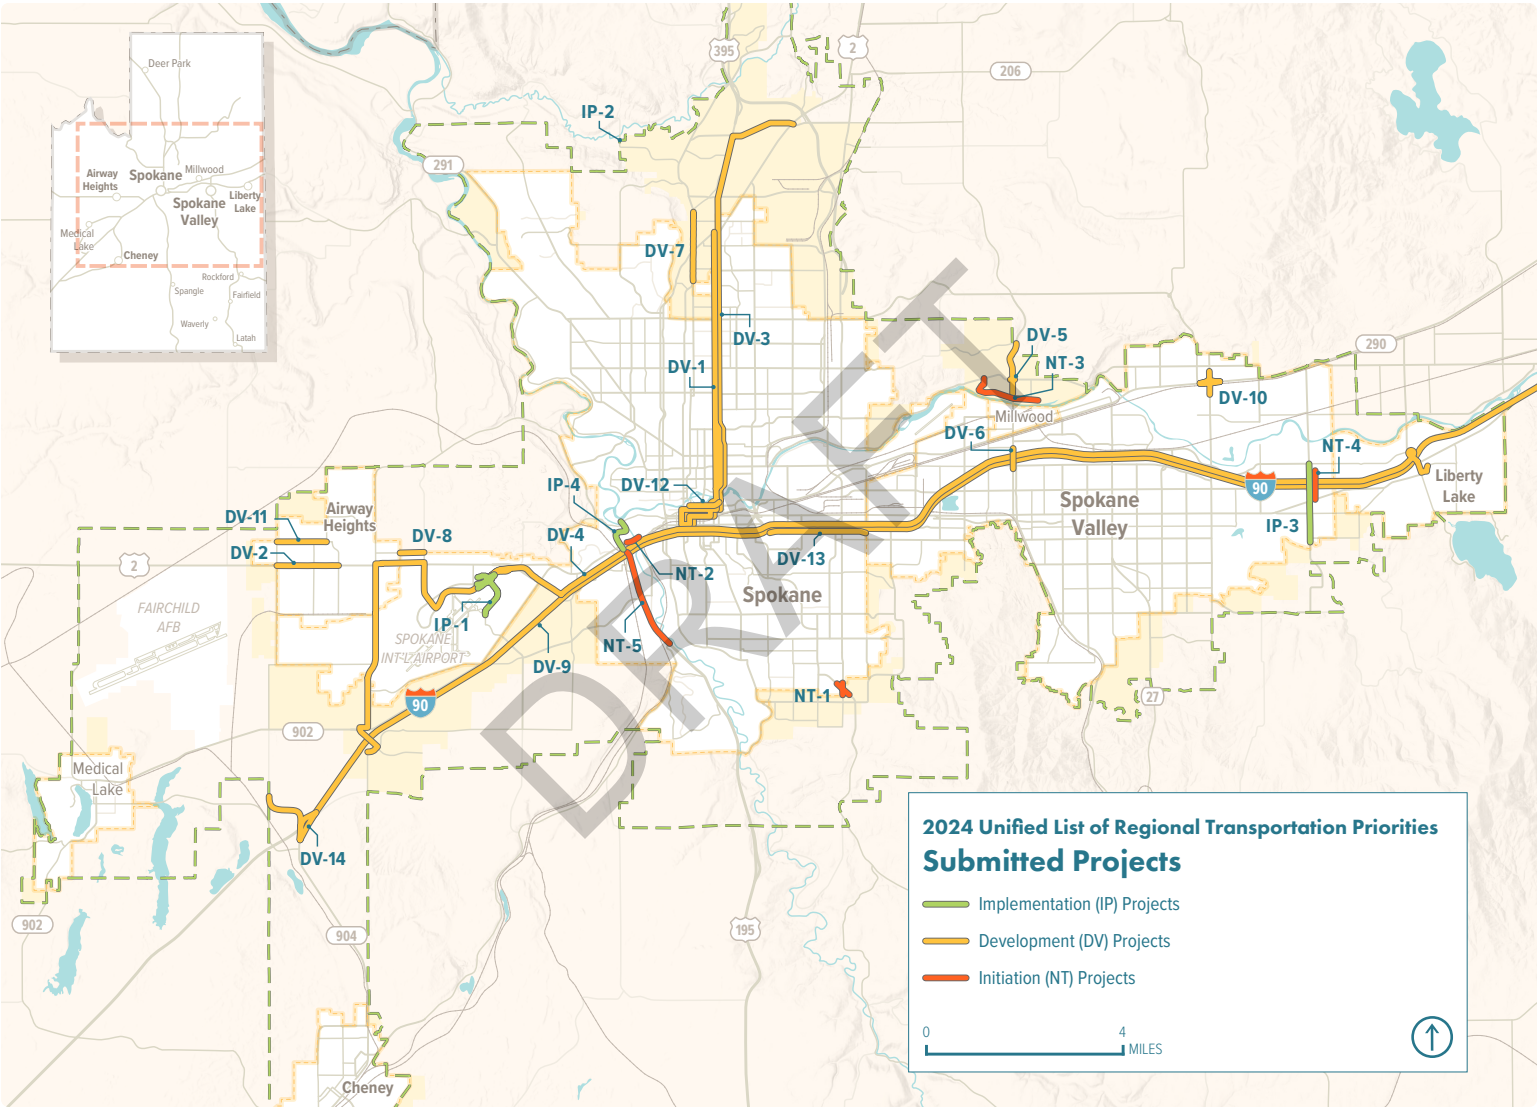 395
2
206
Deer Park
IP-2
291
Airway
Heights
Spokane
Millwood
Spokane
Valley
Liberty
Lake
Medical
Lake
Cheney
Rockford
Spangle
Fairfield
Waverly
Latah
DV-7
DV-3
DV-1
DV-5
NT-3
290
DV-10
Millwood
DV-6
NT-4
90
Liberty
Lake
IP-3
Spokane
Valley
IP-4
DV-12
Airway
Heights
DV-11
DV-2
DV-8
DV-4
DV-13
2
NT-2
Spokane
FAIRCHILD
AFB
IP-1
SPOKANE
INT'L AIRPORT
NT-5
DV-9
NT-1
27
90
902
Medical
Lake
DV-14
902
904
195
Cheney
DRAFT
2024 Unified List of Regional Transportation Priorities
Submitted Projects
Implementation (IP) Projects
Development (DV) Projects
Initiation (NT) Projects
0 4
MILES